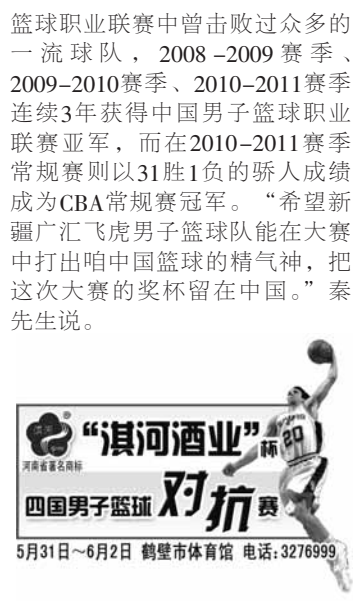 篮球职业联赛中曾击败过众多的
一流球队，2008 -2009 赛季、
2009-2010赛季、2010-2011赛季
连续3年获得中国男子篮球职业
联赛亚军，而在2010-2011赛季
常规赛则以31胜1负的骄人成绩
成为CBA常规赛冠军。“希望新
疆广汇飞虎男子篮球队能在大赛
中打出咱中国篮球的精气神，把
这次大赛的奖杯留在中国。”秦
先生说。
®
河南省著名商标
“淇河酒业”杯
20
四国男子篮球对抗赛
5月31日～6月2日 鹤壁市体育馆 电话：3276999